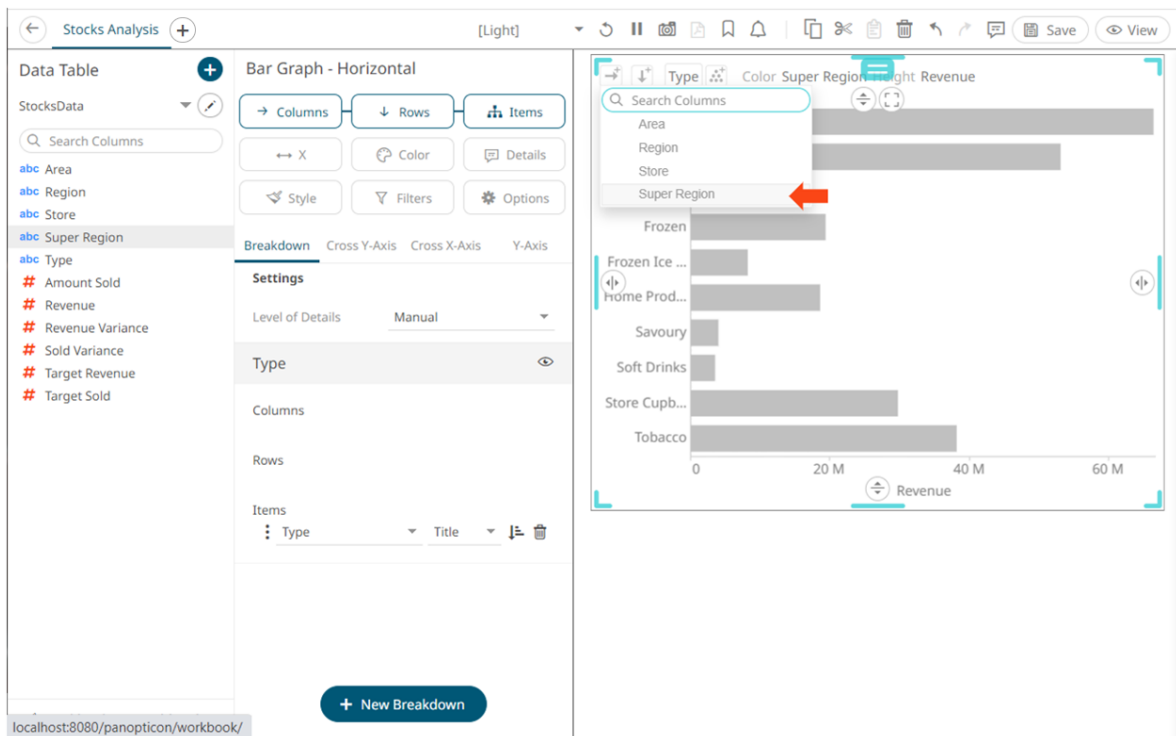 Stocks Analysis
[Light]
Save
View
Data Table
StocksData
Search Columns
abc Area
abc Region
abc Store
abc Super Region
abc Type
# Amount Sold
# Revenue
# Revenue Variance
# Sold Variance
# Target Revenue
# Target Sold
localhost:8080/panopticon/workbook/
Bar Graph - Horizontal
Columns
Rows
Items
X
Color
Details
Style
Filters
Options
Breakdown
Cross Y-Axis
Cross X-Axis
Y-Axis
Settings
Level of Details
Manual
Type
Columns
Rows
Items
Type
Title
+ New Breakdown
Type
Color Super Region Height Revenue
Search Columns
Area
Region
Store
Super Region
Frozen
Frozen Ice ...
Home Prod...
Savoury
Soft Drinks
Store Cupb...
Tobacco
0
20 M
40 M
60 M
Revenue